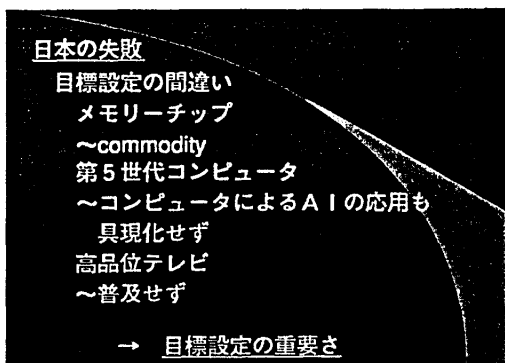 日本の失敗
目標設定の間違い
メモリーチップ
～commodity
第5世代コンピュータ
～コンピュータによるAIの応用も
具現化せず
高品位テレビ
～普及せず
→ 目標設定の重要さ